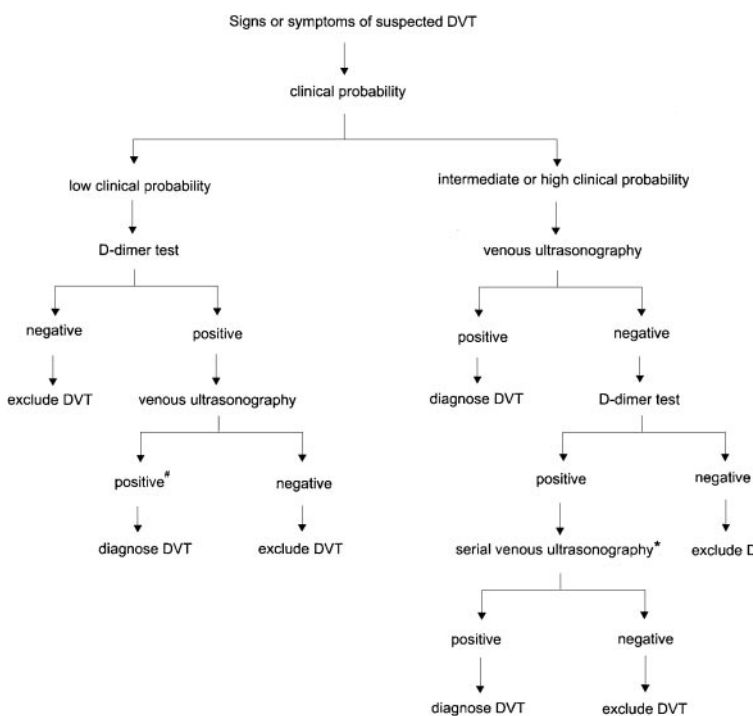 Signs or symptoms of suspected DVT
clinical probability
low clinical probability
intermediate or high clinical probability
D-dimer test
venous ultrasonography
negative
positive
positive
negative
exclude DVT
venous ultrasonography
diagnose DVT
D-dimer test
positive#
negative
positive
negative
diagnose DVT
exclude DVT
serial venous ultrasonography*
exclude D
positive
negative
diagnose DVT
exclude DVT